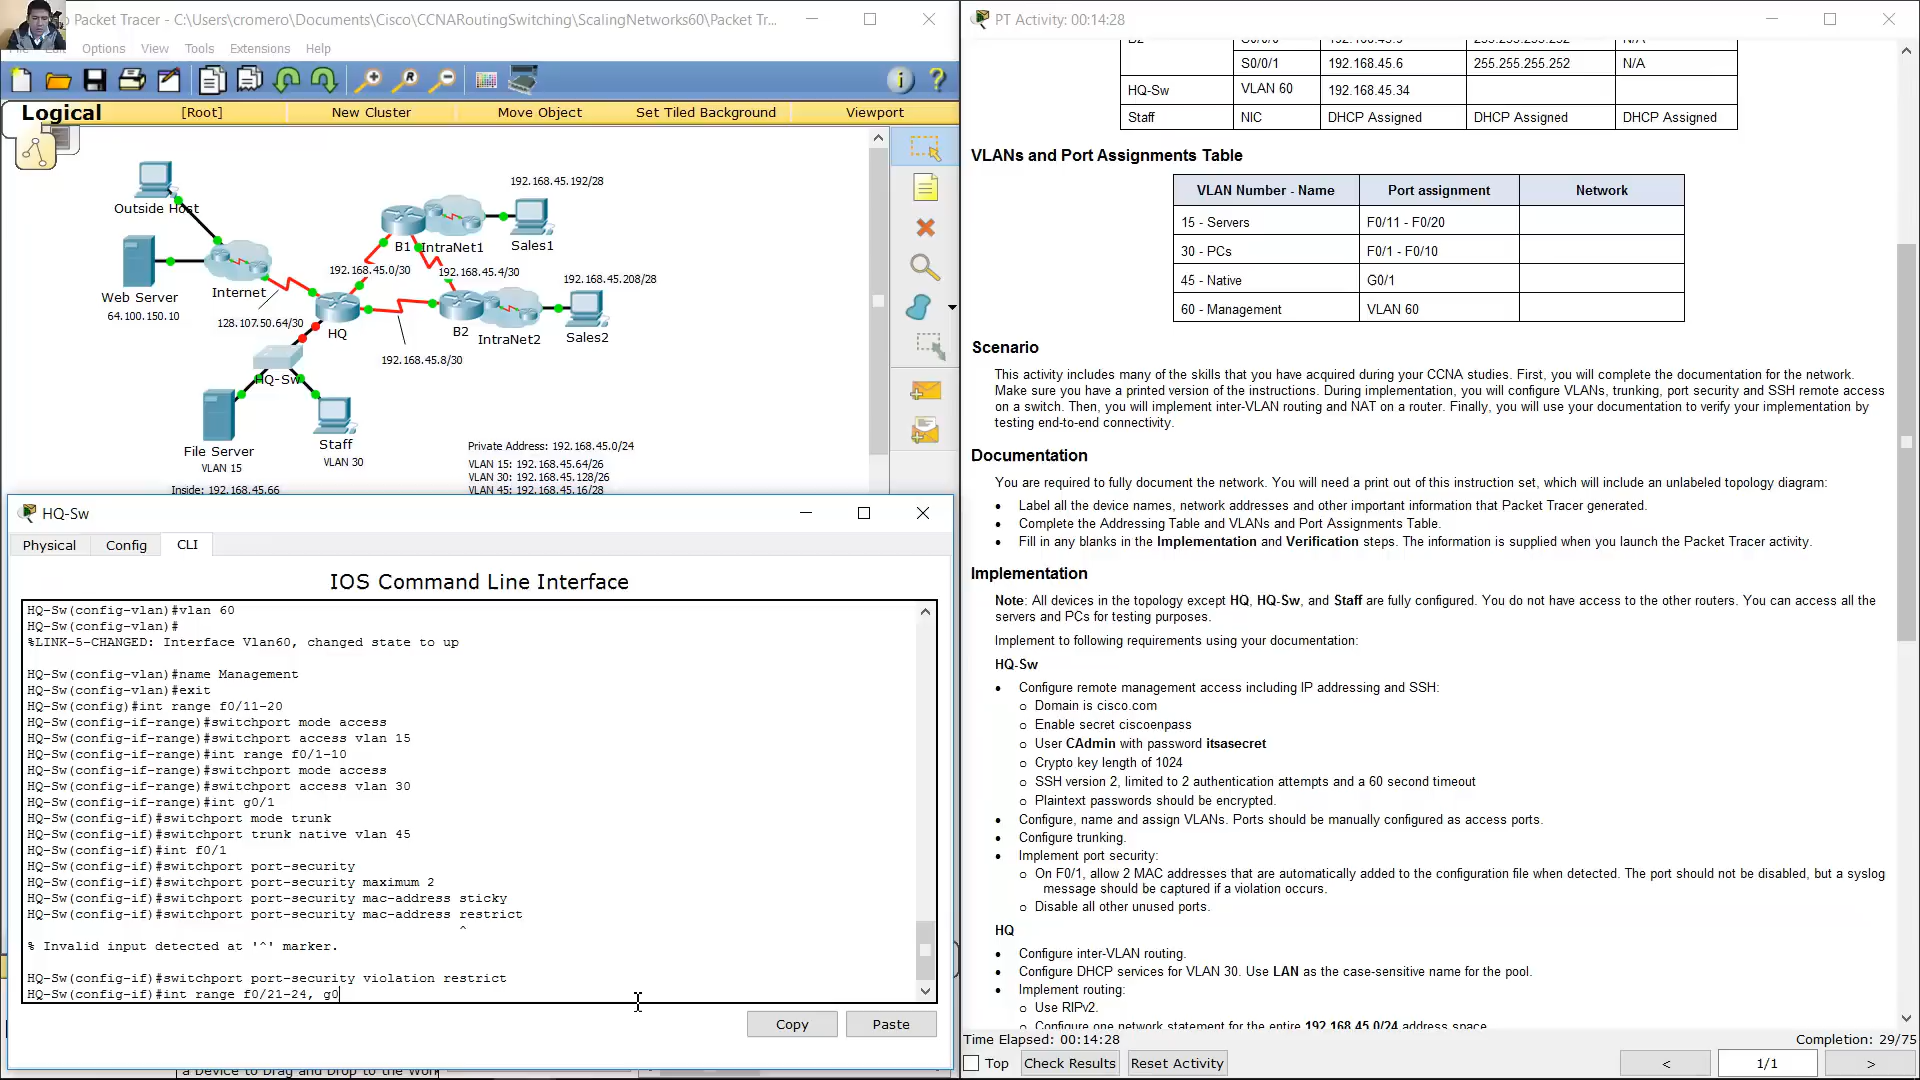 Packet Tracer - C:\Users\cromero\Documents\Cisco\CCNARoutingSwitching\ScalingNetworks60\Packet Tr...
Options View Tools Extensions Help
Logical [Root] New Cluster Move Object Set Tiled Background Viewport
192.168.45.192/28
Outside Host
B1 IntraNet1 Sales1
192.168.45.0/30 192.168.45.4/30
192.168.45.208/28
Web Server Internet
64.100.150.10
128.107.50.64/30
HQ B2 IntraNet2 Sales2
192.168.45.8/30
HQ-Sw
File Server Staff
VLAN 15 VLAN 30
Private Address: 192.168.45.0/24
VLAN 15: 192.168.45.64/26
VLAN 30: 192.168.45.128/26
VLAN 45: 192.168.45.16/28
Inside: 192.168.45.66
HQ-Sw
Physical Config CLI
IOS Command Line Interface
HQ-Sw(config-vlan)#vlan 60
HQ-Sw(config-vlan)#
%LINK-5-CHANGED: Interface Vlan60, changed state to up
HQ-Sw(config-vlan)#name Management
HQ-Sw(config-vlan)#exit
HQ-Sw(config)#int range f0/11-20
HQ-Sw(config-if-range)#switchport mode access
HQ-Sw(config-if-range)#switchport access vlan 15
HQ-Sw(config-if-range)#int range f0/1-10
HQ-Sw(config-if-range)#switchport mode access
HQ-Sw(config-if-range)#switchport access vlan 30
HQ-Sw(config-if-range)#int g0/1
HQ-Sw(config-if)#switchport mode trunk
HQ-Sw(config-if)#switchport trunk native vlan 45
HQ-Sw(config-if)#int f0/1
HQ-Sw(config-if)#switchport port-security
HQ-Sw(config-if)#switchport port-security maximum 2
HQ-Sw(config-if)#switchport port-security mac-address sticky
HQ-Sw(config-if)#switchport port-security mac-address restrict
^
% Invalid input detected at '^' marker.
HQ-Sw(config-if)#switchport port-security violation restrict
HQ-Sw(config-if)#int range f0/21-24, g0
Copy Paste
a Device to Drag and Drop to the Work
PT Activity: 00:14:28
S0/0/1 192.168.45.6 255.255.255.252 N/A
HQ-Sw VLAN 60 192.168.45.34
Staff NIC DHCP Assigned DHCP Assigned DHCP Assigned
VLANs and Port Assignments Table
VLAN Number - Name Port assignment Network
15 - Servers F0/11 - F0/20
30 - PCs F0/1 - F0/10
45 - Native G0/1
60 - Management VLAN 60
Scenario
This activity includes many of the skills that you have acquired during your CCNA studies. First, you will complete the documentation for the network.
Make sure you have a printed version of the instructions. During implementation, you will configure VLANs, trunking, port security and SSH remote access
on a switch. Then, you will implement inter-VLAN routing and NAT on a router. Finally, you will use your documentation to verify your implementation by
testing end-to-end connectivity.
Documentation
You are required to fully document the network. You will need a print out of this instruction set, which will include an unlabeled topology diagram:
• Label all the device names, network addresses and other important information that Packet Tracer generated.
• Complete the Addressing Table and VLANs and Port Assignments Table.
• Fill in any blanks in the Implementation and Verification steps. The information is supplied when you launch the Packet Tracer activity.
Implementation
Note: All devices in the topology except HQ, HQ-Sw, and Staff are fully configured. You do not have access to the other routers. You can access all the
servers and PCs for testing purposes.
Implement to following requirements using your documentation:
HQ-Sw
• Configure remote management access including IP addressing and SSH:
o Domain is cisco.com
o Enable secret ciscoenpass
o User CAdmin with password itsasecret
o Crypto key length of 1024
o SSH version 2, limited to 2 authentication attempts and a 60 second timeout
o Plaintext passwords should be encrypted.
• Configure, name and assign VLANs. Ports should be manually configured as access ports.
• Configure trunking.
• Implement port security:
o On F0/1, allow 2 MAC addresses that are automatically added to the configuration file when detected. The port should not be disabled, but a syslog
message should be captured if a violation occurs.
o Disable all other unused ports.
HQ
• Configure inter-VLAN routing.
• Configure DHCP services for VLAN 30. Use LAN as the case-sensitive name for the pool.
• Implement routing:
o Use RIPv2.
o Configure one network statement for the entire 192.168.45.0/24 address space
Time Elapsed: 00:14:28 Completion: 29/75
Top Check Results Reset Activity < 1/1 >